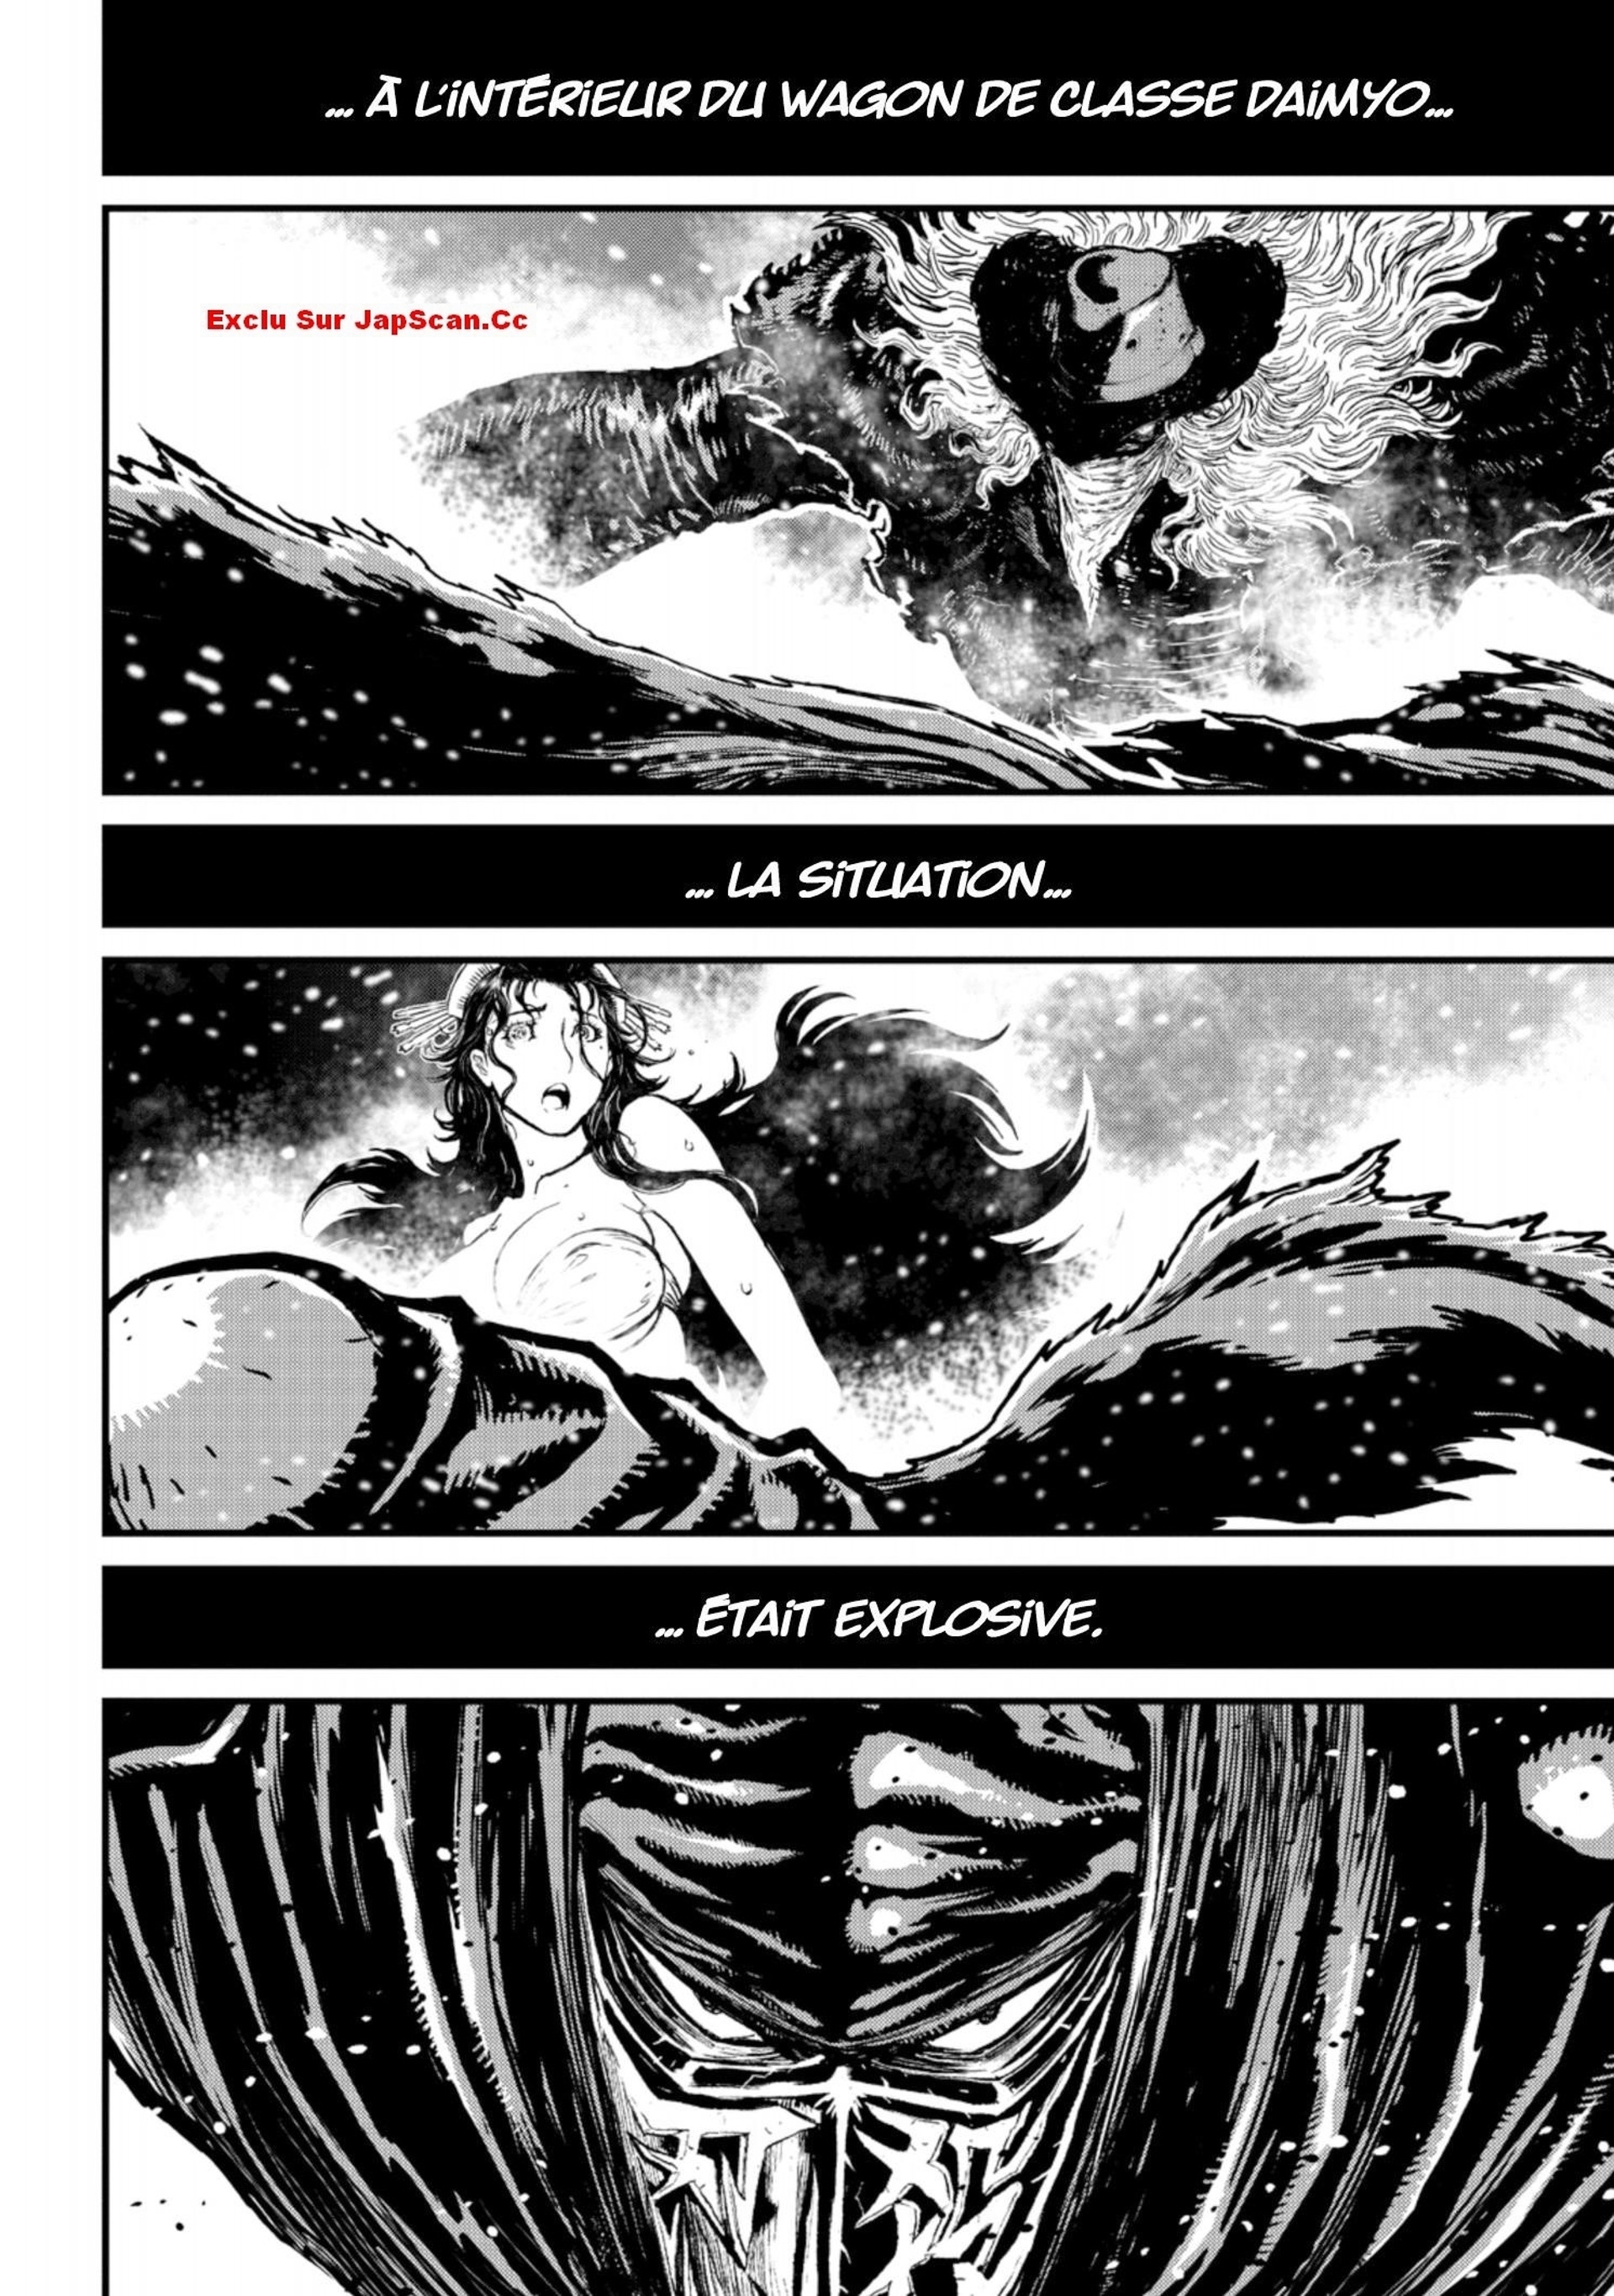 ... À L'INTÉRIEUR DU WAGON DE CLASSE DAIMYO...
Exclu Sur JapScan.Cc
... LA SITUATION...
... ÉTAIT EXPLOSIVE.